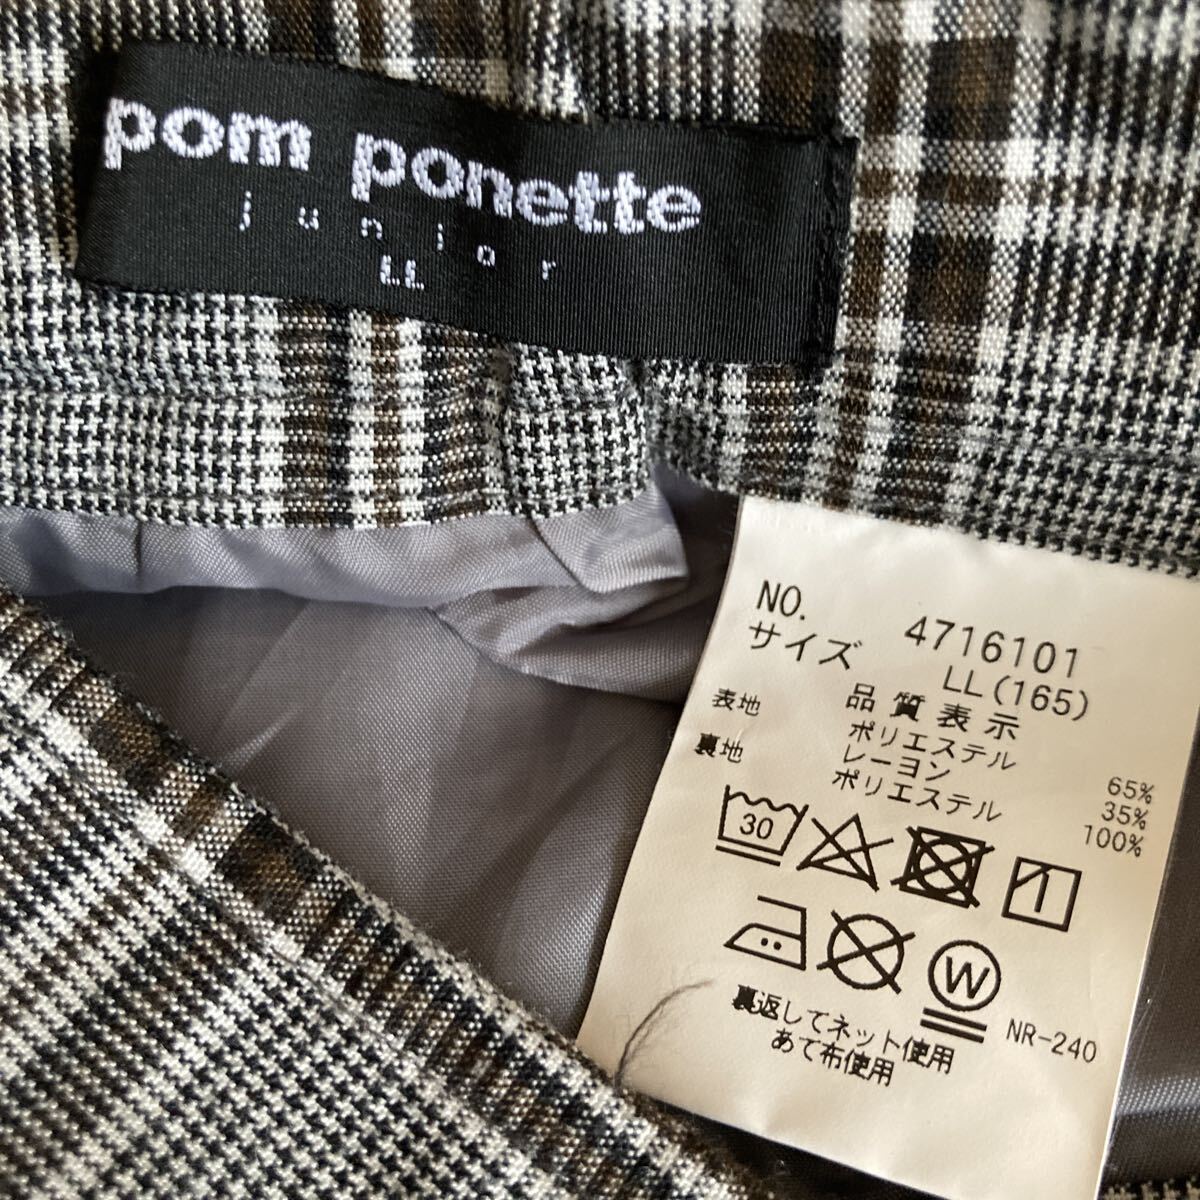 pom ponette
junior
LL
NO. 4716101
サイズ LL(165)
品質表示
表地 ポリエステル 65%
レーヨン 35%
裏地 ポリエステル 100%
30
W
裏返してネット使用
あて布使用
NR-240